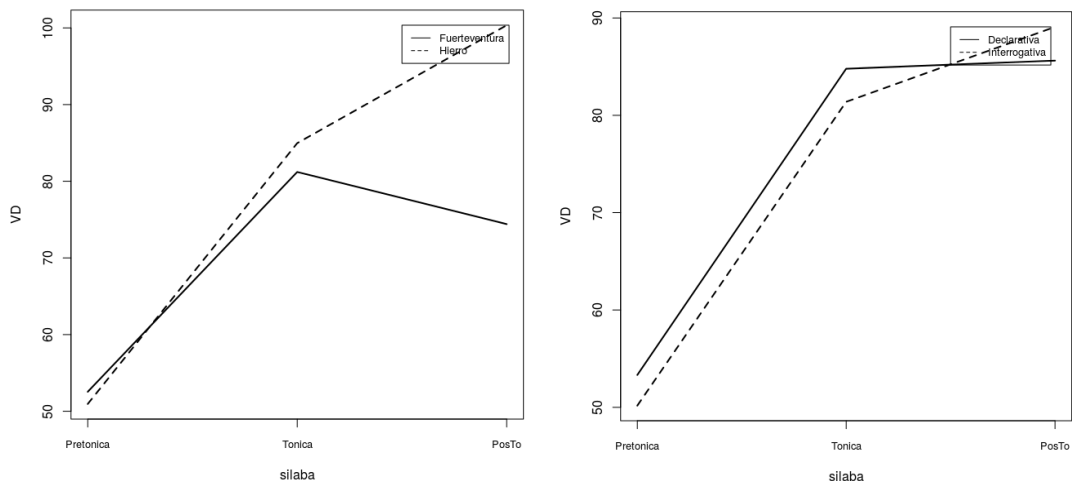 100
90
80
70
60
50
VD
Fuerteventura
Hierro
Pretonica Tonica PosTo
silaba
90
80
70
60
50
VD
Declarativa
Interrogativa
Pretonica Tonica PosTo
silaba